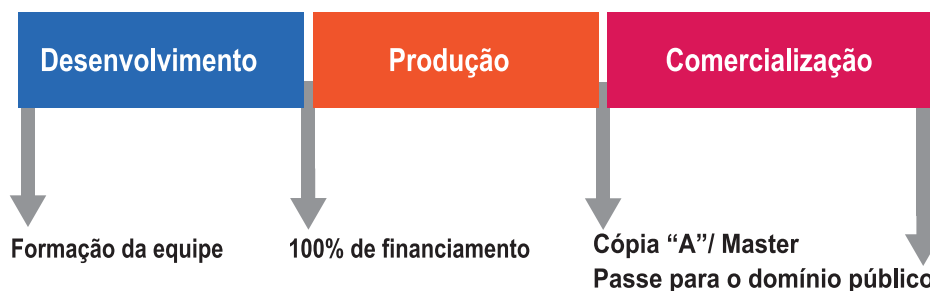 Desenvolvimento
Produção
Comercialização
Formação da equipe
100% de financiamento
Cópia “A”/ Master
Passe para o domínio público